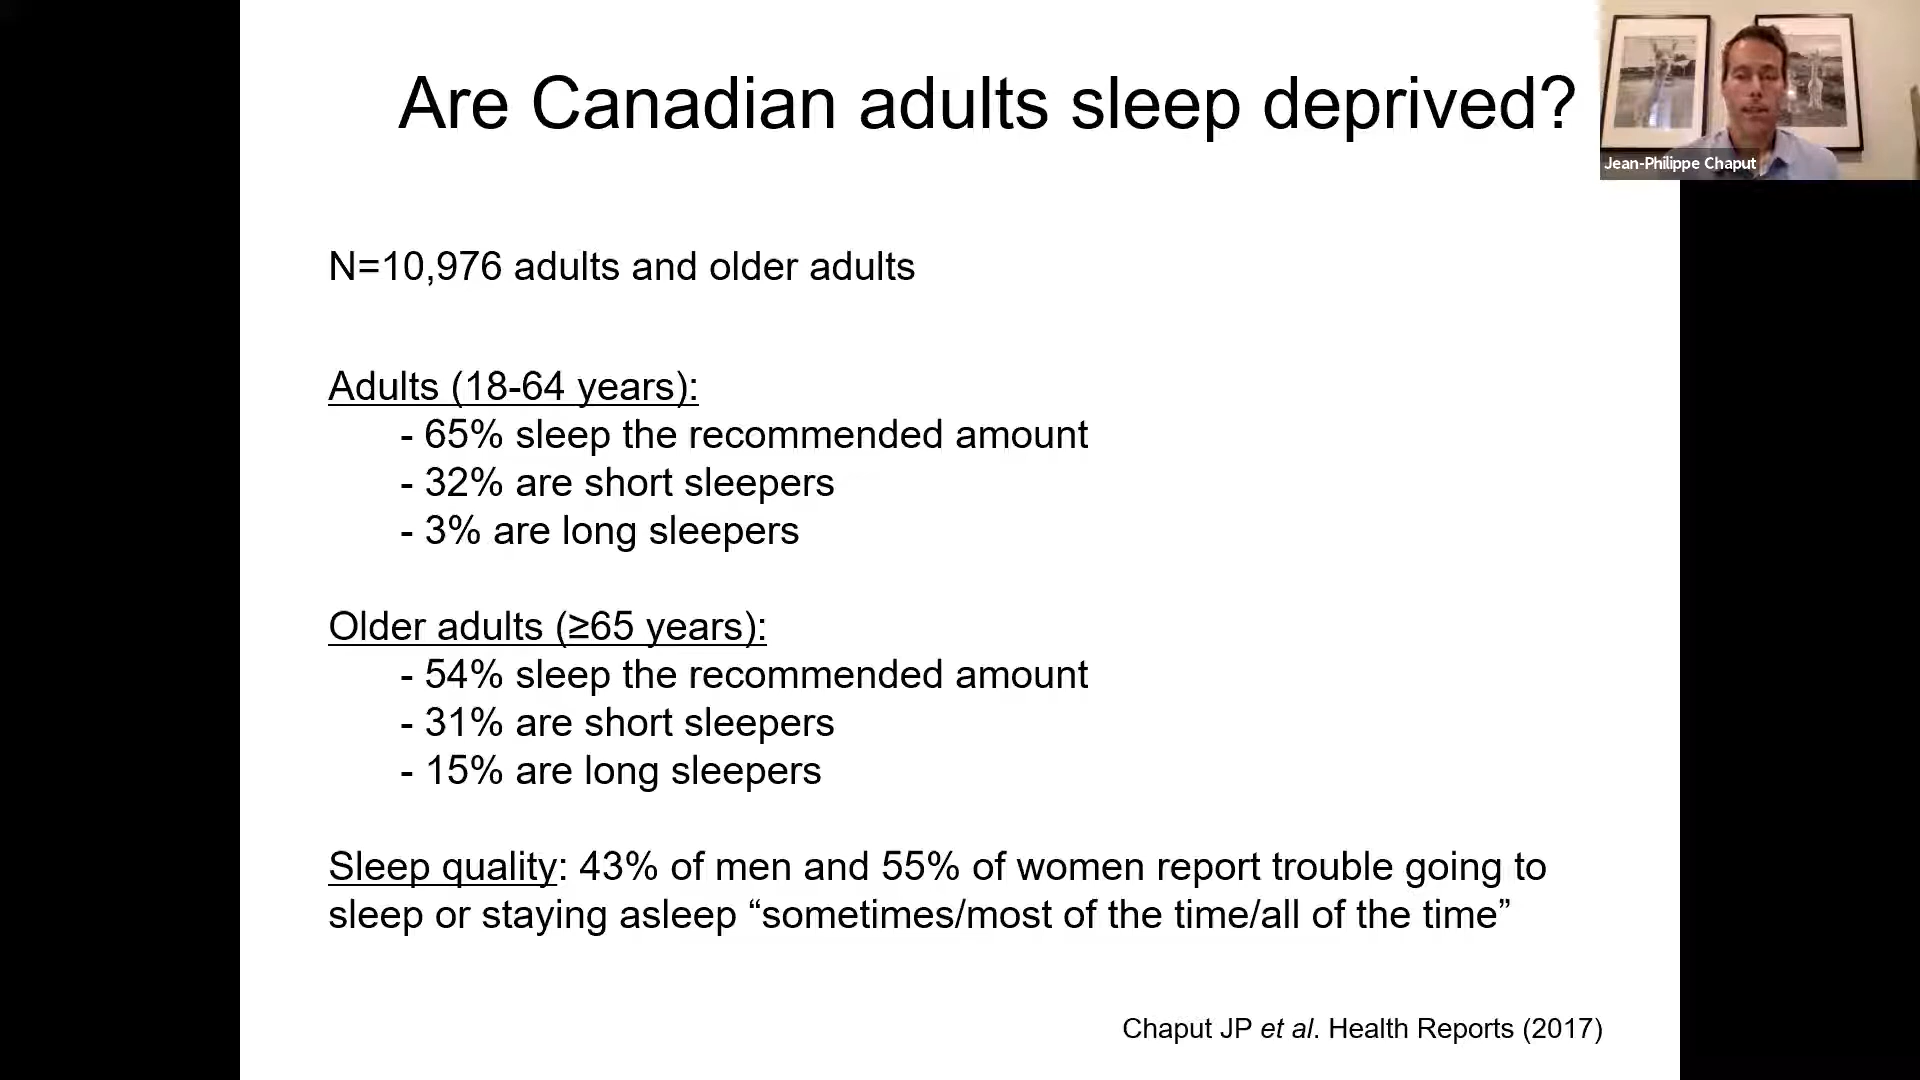 Are Canadian adults sleep deprived?
Jean-Philippe Chaput
N=10,976 adults and older adults
Adults (18-64 years):
- 65% sleep the recommended amount
- 32% are short sleepers
- 3% are long sleepers
Older adults (≥65 years):
- 54% sleep the recommended amount
- 31% are short sleepers
- 15% are long sleepers
Sleep quality: 43% of men and 55% of women report trouble going to
sleep or staying asleep “sometimes/most of the time/all of the time”
Chaput JP et al. Health Reports (2017)